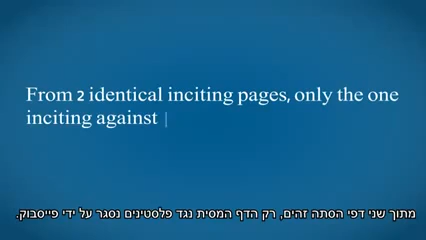 From 2 identical inciting pages, only the one
inciting against
מתוך שני דפי הסתה זהים, רק הדף המסית נגד פלסטינים נסגר על ידי פייסבוק.